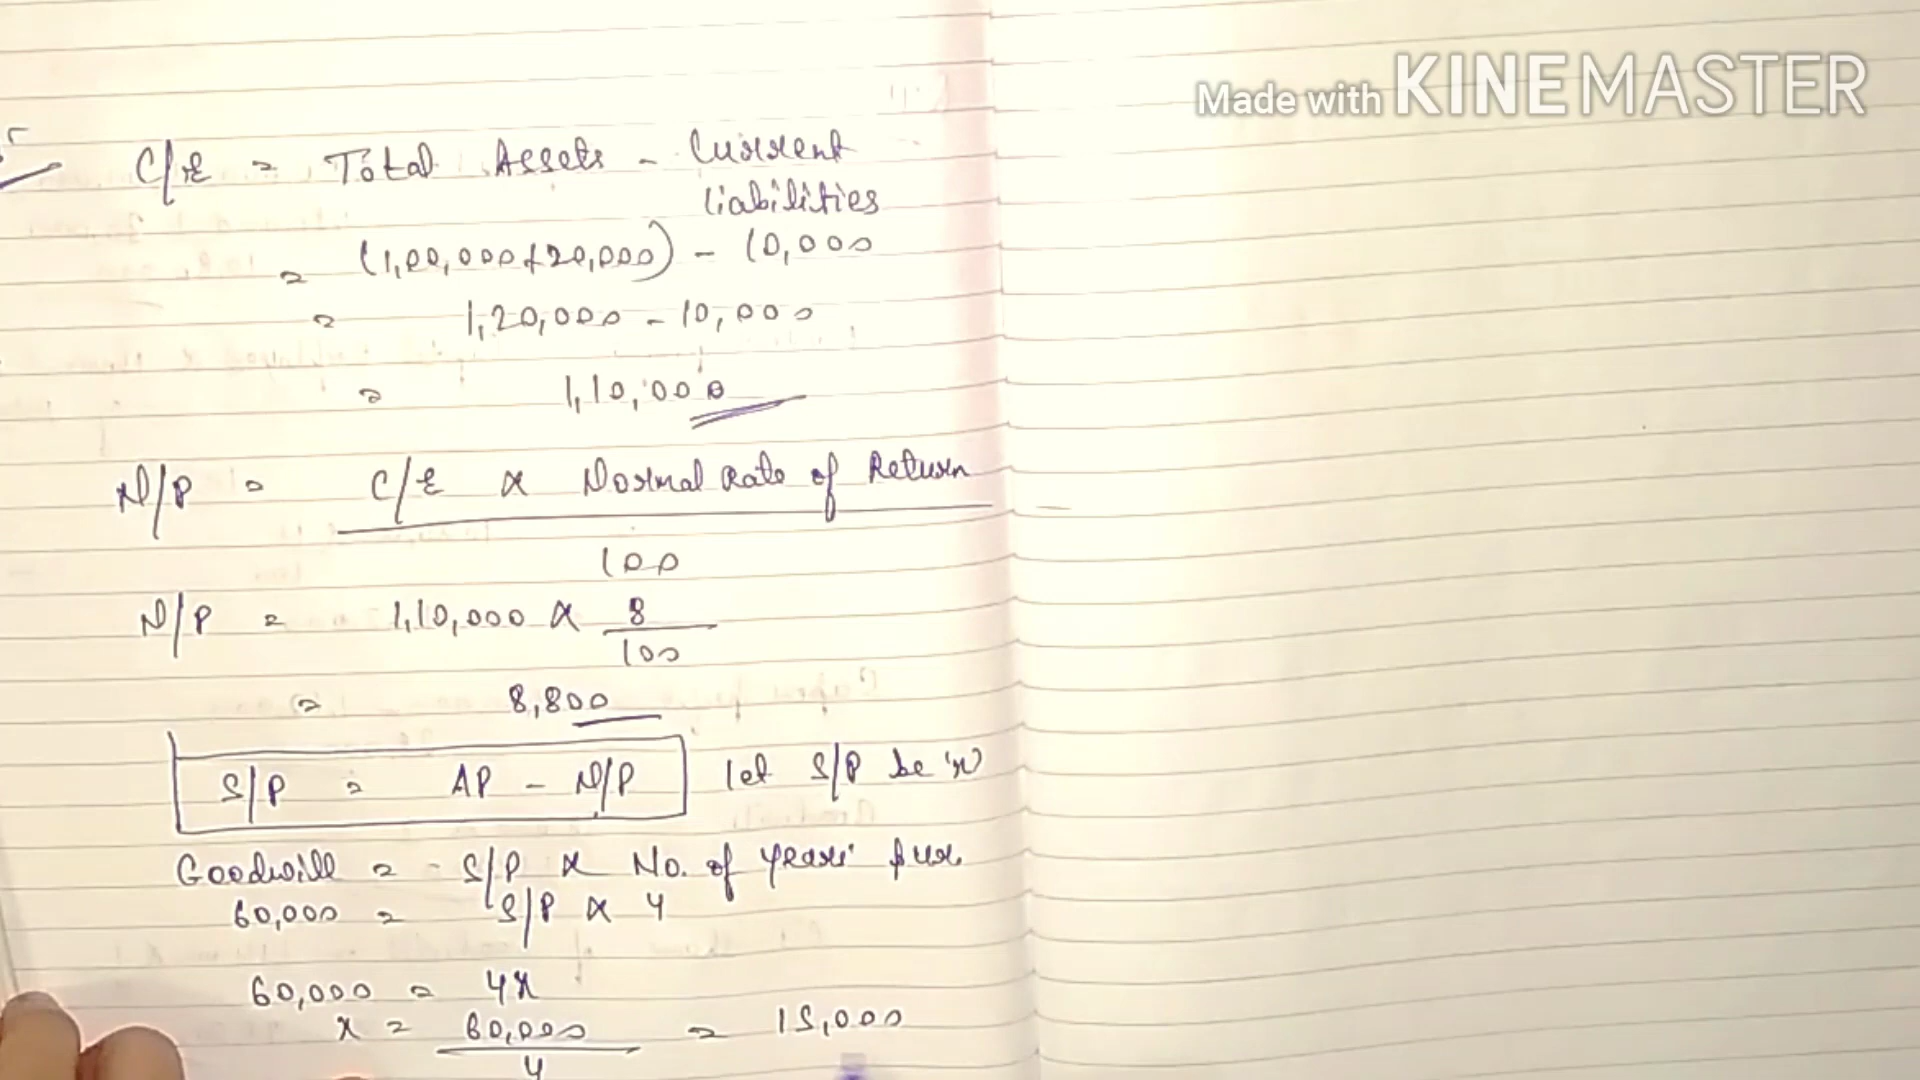 Made with KINEMASTER
C/E = Total Assets - Current
liabilities
= (1,00,000+20,000) - 10,000
= 1,20,000 - 10,000
= 1,10,000
N/P = C/E x Normal Rate of Return
100
N/P = 1,10,000 x 8
100
= 8,800
S/P = AP - N/P let S/P be 'x'
Goodwill = S/P x No. of years' pur.
60,000 = S/P x 4
60,000 = 4x
x = 60,000 = 15,000
4